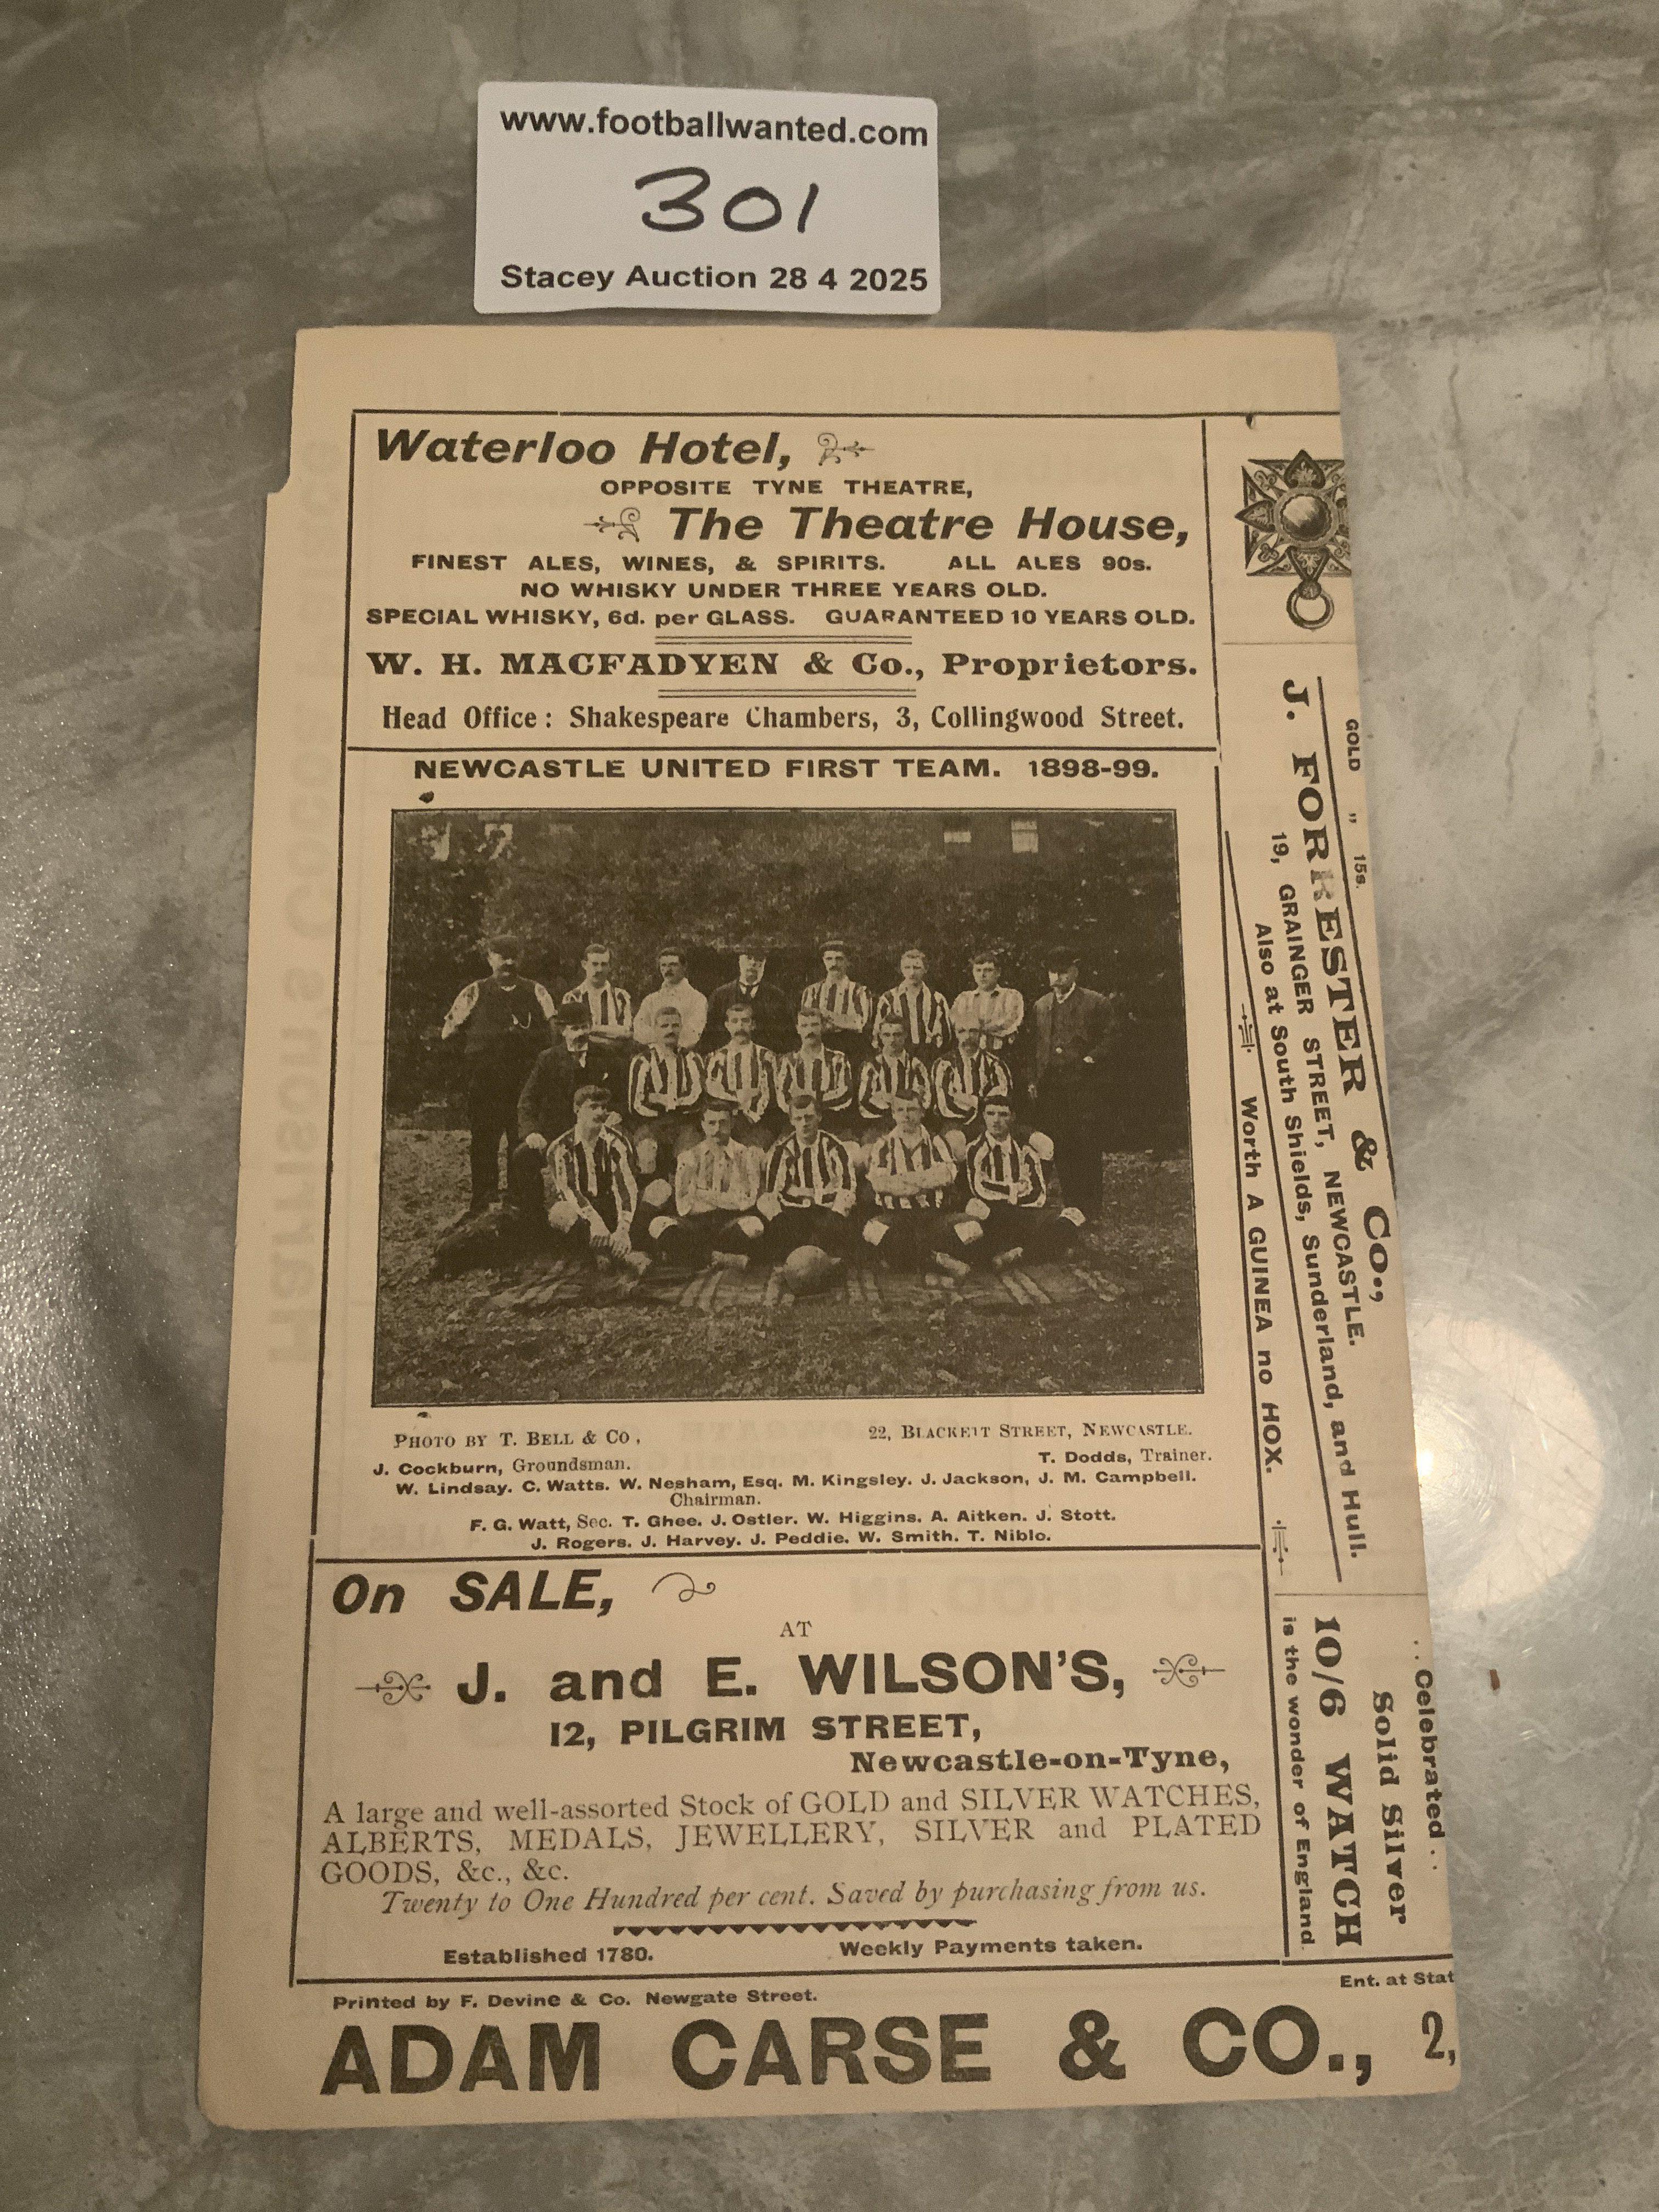 www.footballwanted.com
301
Stacey Auction 28 4 2025
Waterloo Hotel,
OPPOSITE TYNE THEATRE,
The Theatre House,
FINEST ALES, WINES, & SPIRITS. ALL ALES 90s.
NO WHISKY UNDER THREE YEARS OLD.
SPECIAL WHISKY, 6d. per GLASS. GUARANTEED 10 YEARS OLD.
W. H. MACFADYEN & Co., Proprietors.
Head Office: Shakespeare Chambers, 3, Collingwood Street.
NEWCASTLE UNITED FIRST TEAM. 1898-99.
PHOTO BY T. BELL & CO, 22, BLACKETT STREET, NEWCASTLE.
J. Cockburn, Groundsman. T. Dodds, Trainer.
W. Lindsay. C. Watts. W. Nesham, Esq. M. Kingsley. J. Jackson, J. M. Campbell.
Chairman.
F. G. Watt, Sec. T. Ghee. J. Ostler. W. Higgins. A. Aitken. J. Stott.
J. Rogers. J. Harvey. J. Peddie. W. Smith. T. Niblo.
On SALE,
AT
J. and E. WILSON'S,
12, PILGRIM STREET,
Newcastle-on-Tyne,
A large and well-assorted Stock of GOLD and SILVER WATCHES,
ALBERTS, MEDALS, JEWELLERY, SILVER and PLATED
GOODS, &c., &c.
Twenty to One Hundred per cent. Saved by purchasing from us.
Established 1780. Weekly Payments taken.
GOLD " 15s.
J. FORRESTER & CO.,
19, GRAINGER STREET, NEWCASTLE.
Also at South Shields, Sunderland, and Hull.
Worth A GUINEA no HOX.
..Celebrated..
Solid Silver
10/6 WATCH
is the wonder of England
Printed by F. Devine & Co. Newgate Street.
Ent. at Stat
ADAM CARSE & CO., 2,